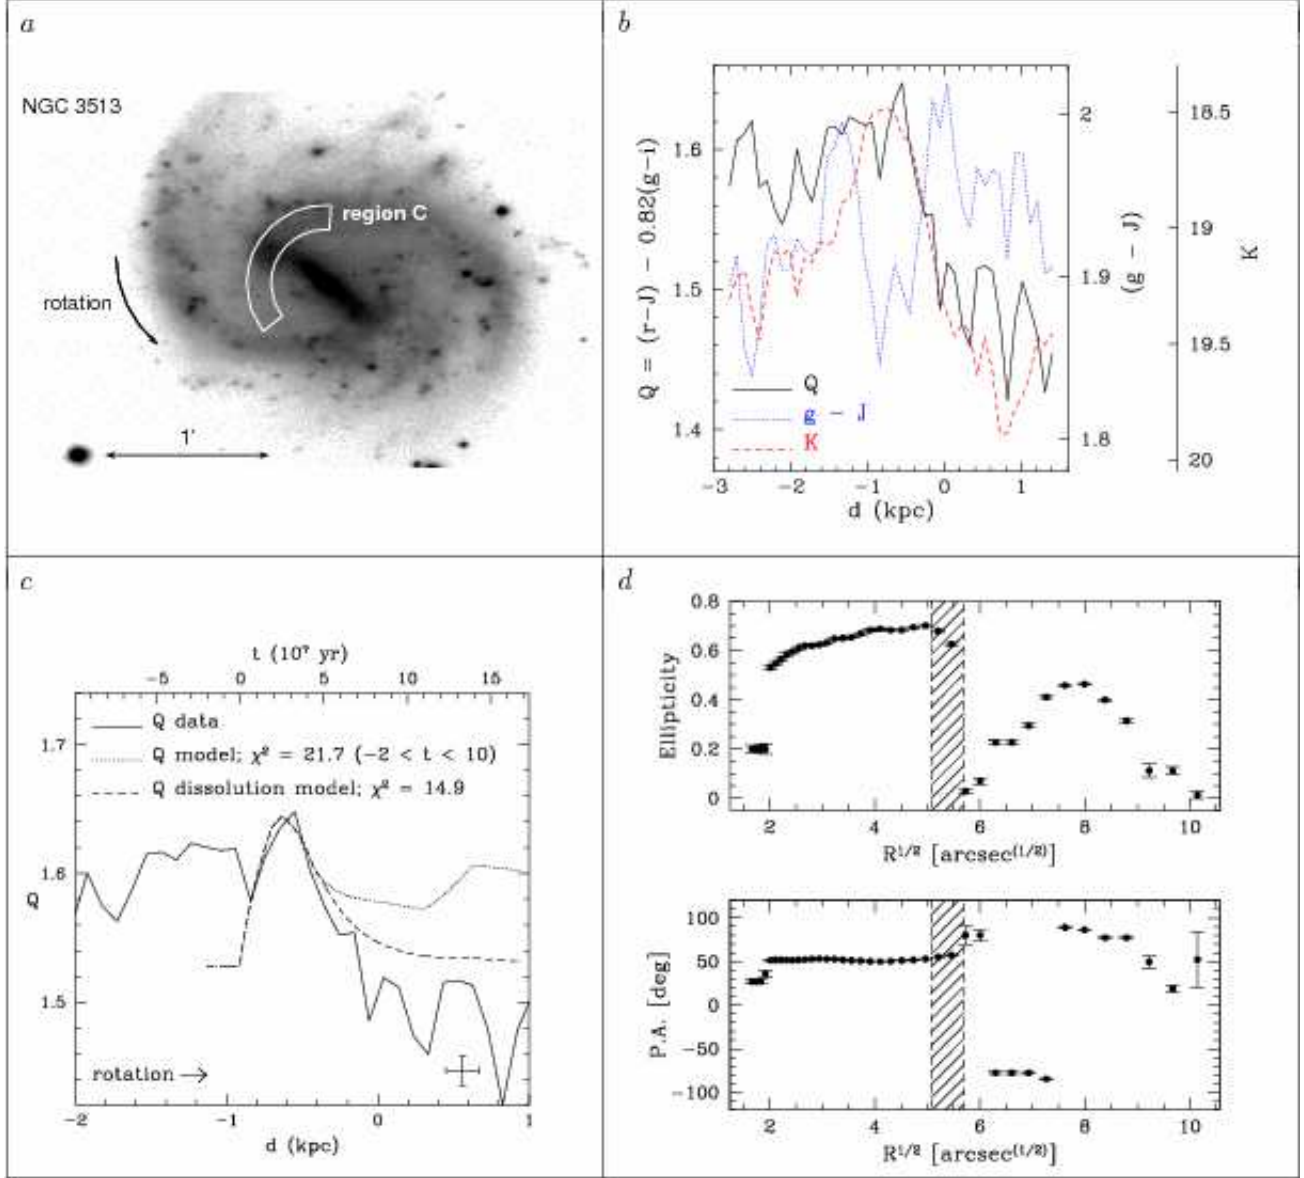 a
NGC 3513
region C
rotation
1′
b
Q = (r−J) − 0.82(g−i)
1.6
1.5
1.4
Q
g − J
K
−3 −2 −1 0 1
d (kpc)
2
1.9
1.8
(g − J)
18.5
19
19.5
20
K
c
t (10⁷ yr)
−5 0 5 10 15
Q data
Q model; χ² = 21.7 (−2 < t < 10)
Q dissolution model; χ² = 14.9
1.7
1.6
1.5
Q
rotation →
−2 −1 0 1
d (kpc)
d
0.8
0.6
0.4
0.2
0
Ellipticity
2 4 6 8 10
R^1/2 [arcsec^(1/2)]
100
50
0
−50
−100
P.A. [deg]
2 4 6 8 10
R^1/2 [arcsec^(1/2)]